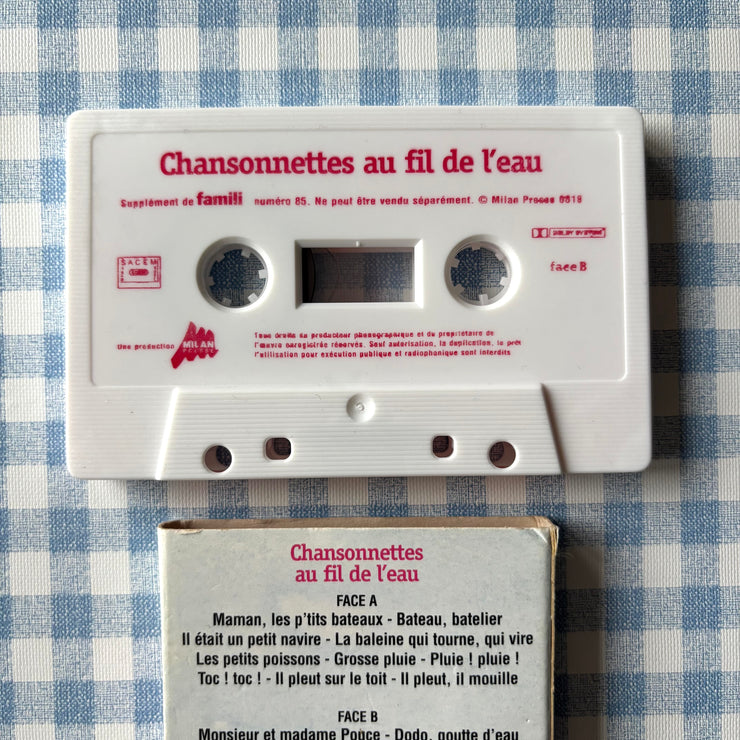 Chansonnettes au fil de l'eau
Supplément de famili numéro 85. Ne peut être vendu séparément. © Milan Presse
SACEM
DOLBY SYSTEM
face B
Une production MILAN PRESSE
Tous droits du producteur phonographique et du propriétaire de
l'œuvre enregistrée réservés. Sauf autorisation, la duplication, le prêt
l'utilisation pour exécution publique et radiophonique sont interdits
Chansonnettes
au fil de l'eau
FACE A
Maman, les p'tits bateaux - Bateau, batelier
Il était un petit navire - La baleine qui tourne, qui vire
Les petits poissons - Grosse pluie - Pluie ! pluie !
Toc ! toc ! - Il pleut sur le toit - Il pleut, il mouille
FACE B
Monsieur et madame Pouce - Dodo, goutte d'eau